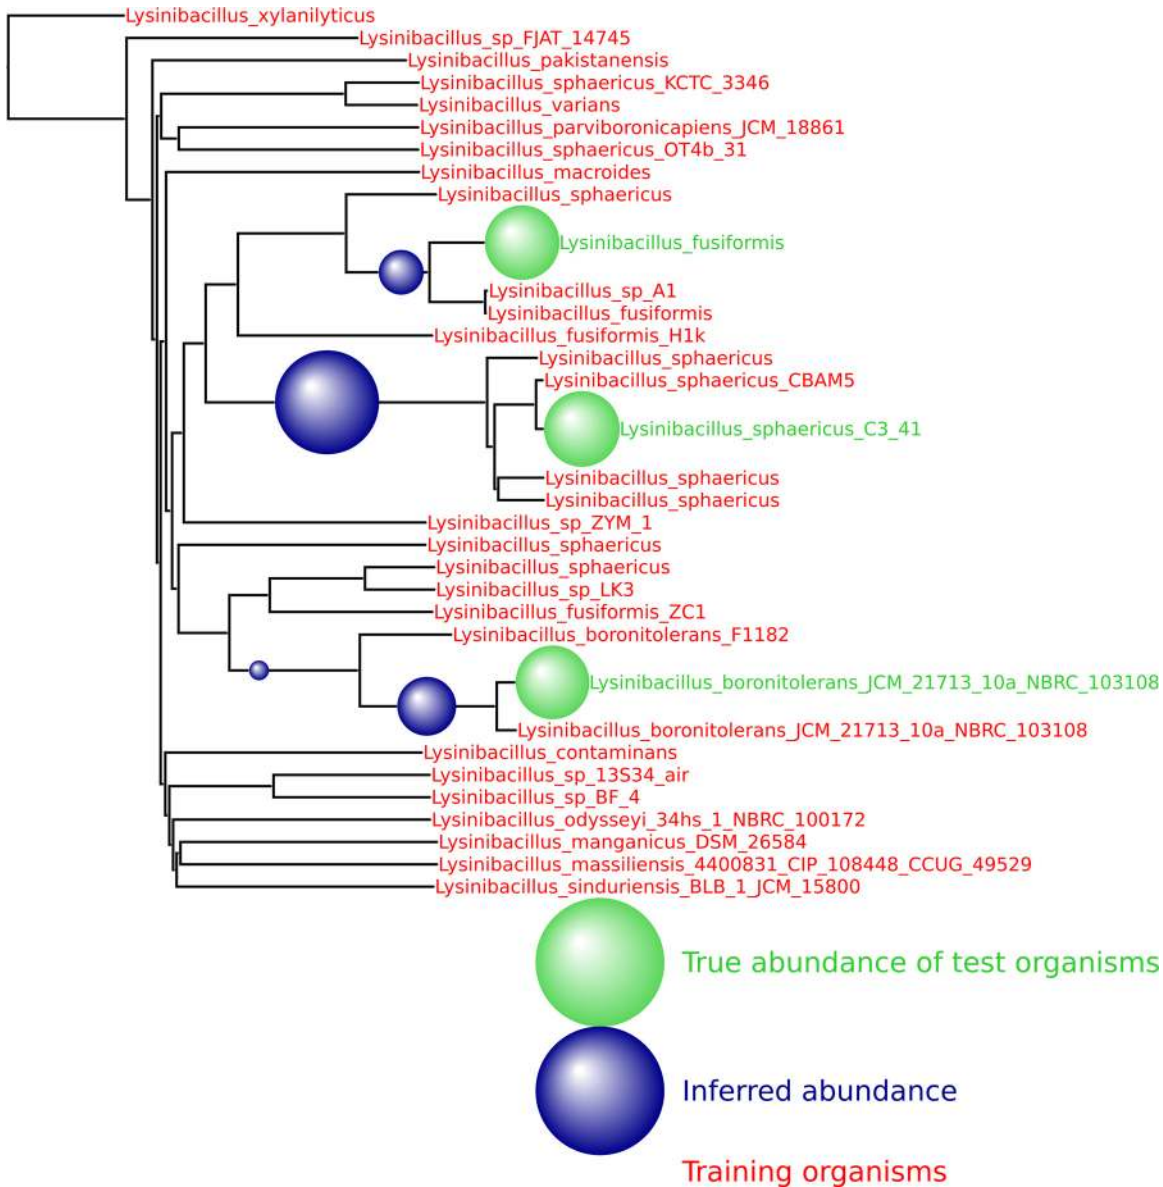 Lysinibacillus_xylanilyticus
Lysinibacillus_sp_FJAT_14745
Lysinibacillus_pakistanensis
Lysinibacillus_sphaericus_KCTC_3346
Lysinibacillus_varians
Lysinibacillus_parviboronicapiens_JCM_18861
Lysinibacillus_sphaericus_OT4b_31
Lysinibacillus_macroides
Lysinibacillus_sphaericus
Lysinibacillus_fusiformis
Lysinibacillus_sp_A1
Lysinibacillus_fusiformis
Lysinibacillus_fusiformis_H1k
Lysinibacillus_sphaericus
Lysinibacillus_sphaericus_CBAM5
Lysinibacillus_sphaericus_C3_41
Lysinibacillus_sphaericus
Lysinibacillus_sphaericus
Lysinibacillus_sp_ZYM_1
Lysinibacillus_sphaericus
Lysinibacillus_sphaericus
Lysinibacillus_sp_LK3
Lysinibacillus_fusiformis_ZC1
Lysinibacillus_boronitolerans_F1182
Lysinibacillus_boronitolerans_JCM_21713_10a_NBRC_103108
Lysinibacillus_boronitolerans_JCM_21713_10a_NBRC_103108
Lysinibacillus_contaminans
Lysinibacillus_sp_13S34_air
Lysinibacillus_sp_BF_4
Lysinibacillus_odysseyi_34hs_1_NBRC_100172
Lysinibacillus_manganicus_DSM_26584
Lysinibacillus_massiliensis_4400831_CIP_108448_CCUG_49529
Lysinibacillus_sinduriensis_BLB_1_JCM_15800
True abundance of test organisms
Inferred abundance
Training organisms